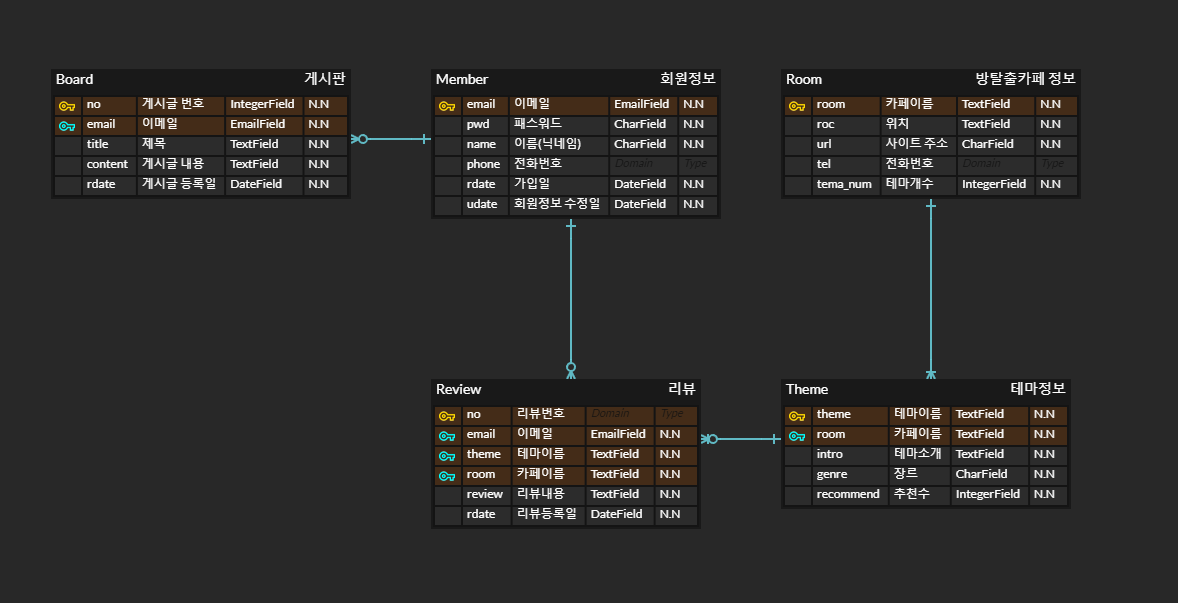 Board 게시판
no 게시글 번호 IntegerField N.N
email 이메일 EmailField N.N
title 제목 TextField N.N
content 게시글 내용 TextField N.N
rdate 게시글 등록일 DateField N.N
Member 회원정보
email 이메일 EmailField N.N
pwd 패스워드 CharField N.N
name 이름(닉네임) CharField N.N
phone 전화번호 Domain Type
rdate 가입일 DateField N.N
udate 회원정보 수정일 DateField N.N
Room 방탈출카페 정보
room 카페이름 TextField N.N
roc 위치 TextField N.N
url 사이트 주소 CharField N.N
tel 전화번호 Domain Type
tema_num 테마개수 IntegerField N.N
Review 리뷰
no 리뷰번호 Domain Type
email 이메일 EmailField N.N
theme 테마이름 TextField N.N
room 카페이름 TextField N.N
review 리뷰내용 TextField N.N
rdate 리뷰등록일 DateField N.N
Theme 테마정보
theme 테마이름 TextField N.N
room 카페이름 TextField N.N
intro 테마소개 TextField N.N
genre 장르 CharField N.N
recommend 추천수 IntegerField N.N